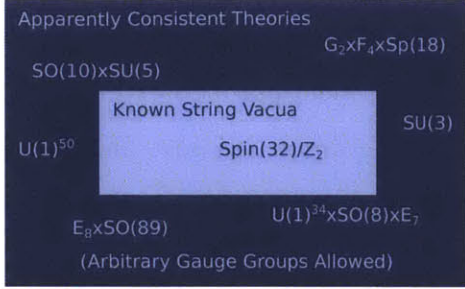 Apparently Consistent Theories
G₂xF₄xSp(18)
SO(10)xSU(5)
Known String Vacua
SU(3)
U(1)⁵⁰
Spin(32)/Z₂
U(1)³⁴xSO(8)xE₇
E₈xSO(89)
(Arbitrary Gauge Groups Allowed)